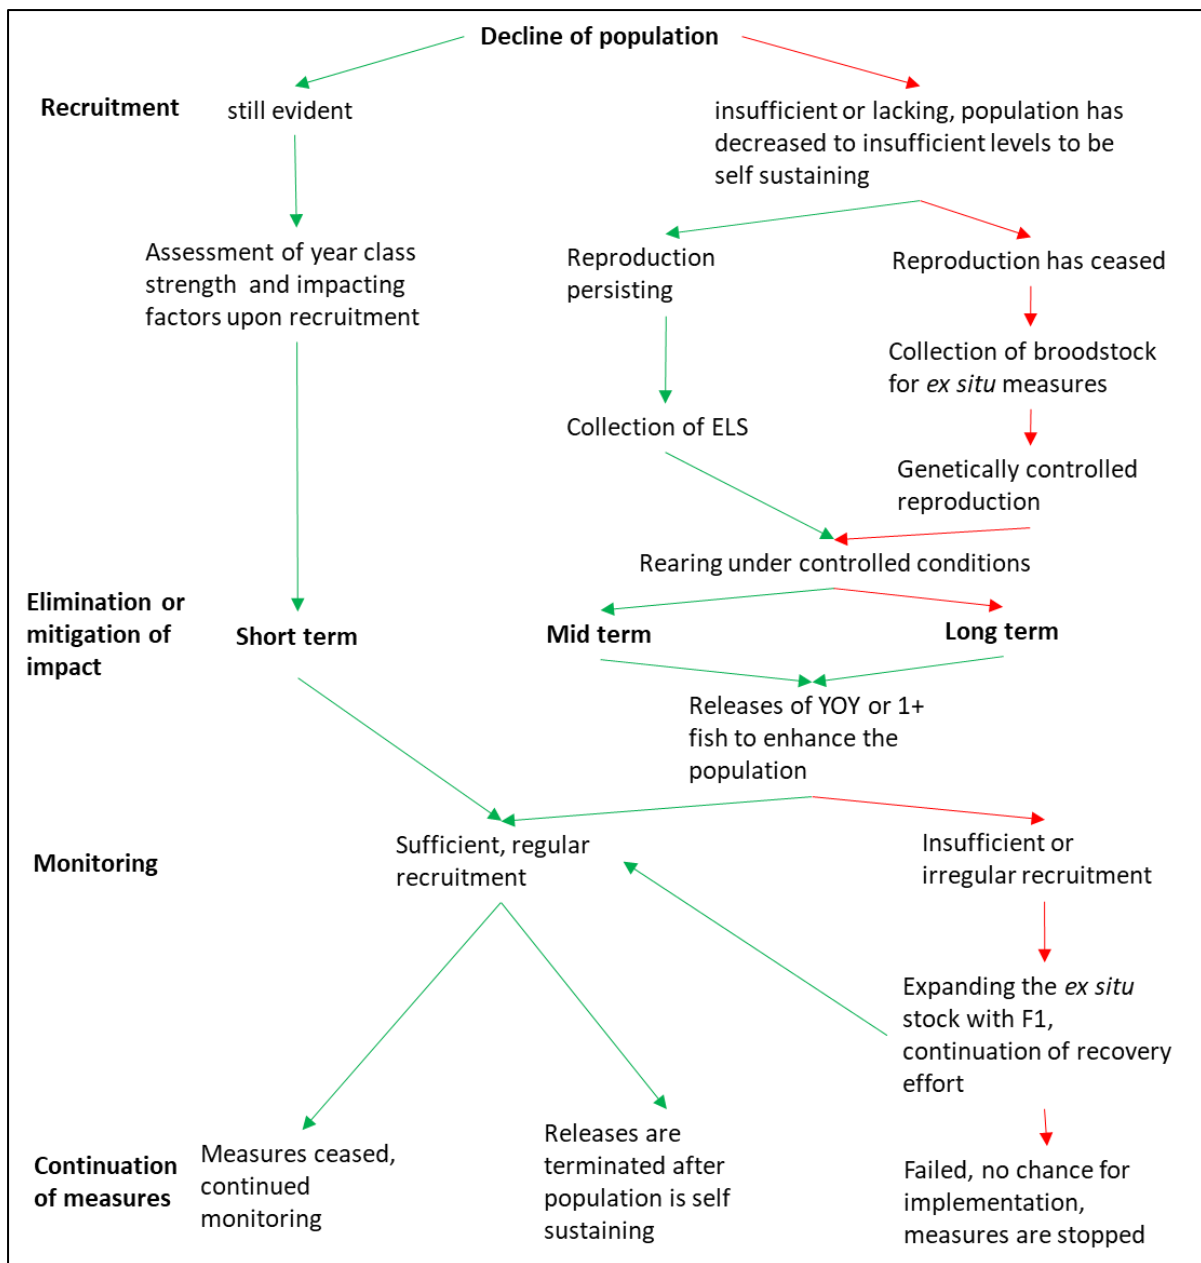 Decline of population
Recruitment
still evident
insufficient or lacking, population has
decreased to insufficient levels to be
self sustaining
Assessment of year class
strength and impacting
factors upon recruitment
Reproduction
persisting
Reproduction has ceased
Collection of broodstock
for ex situ measures
Collection of ELS
Genetically controlled
reproduction
Rearing under controlled conditions
Elimination or
mitigation of
impact
Short term
Mid term
Long term
Releases of YOY or 1+
fish to enhance the
population
Monitoring
Sufficient, regular
recruitment
Insufficient or
irregular recruitment
Expanding the ex situ
stock with F1,
continuation of recovery
effort
Continuation
of measures
Measures ceased,
continued
monitoring
Releases are
terminated after
population is self
sustaining
Failed, no chance for
implementation,
measures are stopped